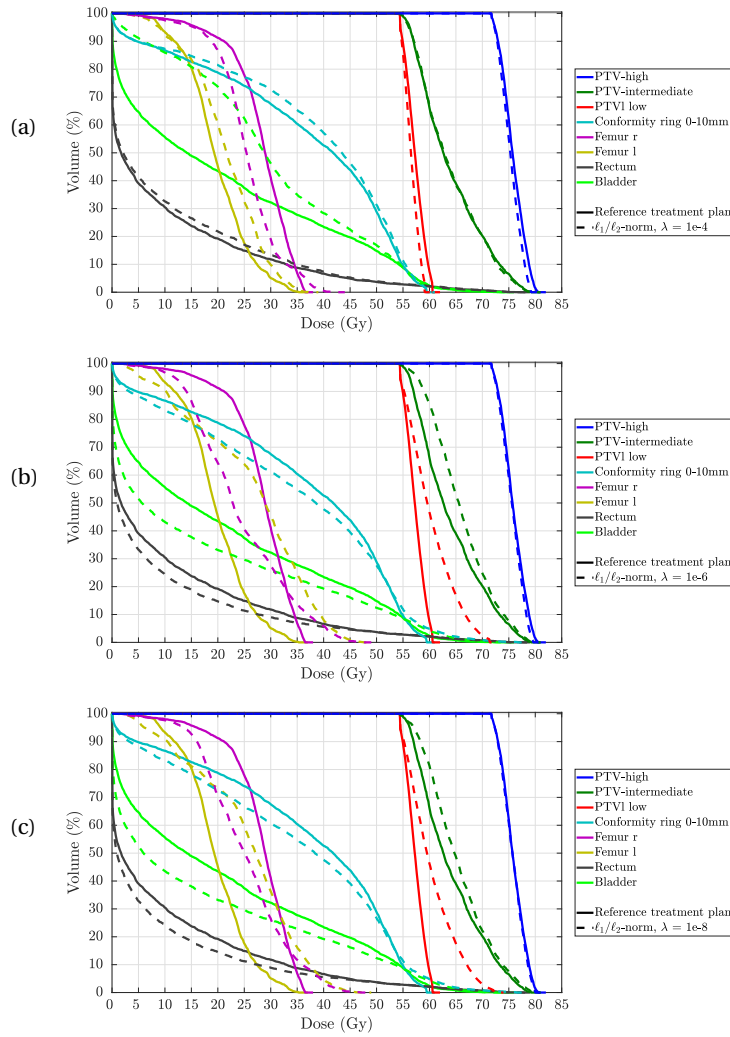 (a)
Volume (%)
100
90
80
70
60
50
40
30
20
10
0
0 5 10 15 20 25 30 35 40 45 50 55 60 65 70 75 80 85
Dose (Gy)
PTV-high
PTV-intermediate
PTVl low
Conformity ring 0-10mm
Femur r
Femur l
Rectum
Bladder
Reference treatment plan
ℓ₁/ℓ₂-norm, λ = 1e-4
(b)
Volume (%)
100
90
80
70
60
50
40
30
20
10
0
0 5 10 15 20 25 30 35 40 45 50 55 60 65 70 75 80 85
Dose (Gy)
PTV-high
PTV-intermediate
PTVl low
Conformity ring 0-10mm
Femur r
Femur l
Rectum
Bladder
Reference treatment plan
ℓ₁/ℓ₂-norm, λ = 1e-6
(c)
Volume (%)
100
90
80
70
60
50
40
30
20
10
0
0 5 10 15 20 25 30 35 40 45 50 55 60 65 70 75 80 85
Dose (Gy)
PTV-high
PTV-intermediate
PTVl low
Conformity ring 0-10mm
Femur r
Femur l
Rectum
Bladder
Reference treatment plan
ℓ₁/ℓ₂-norm, λ = 1e-8